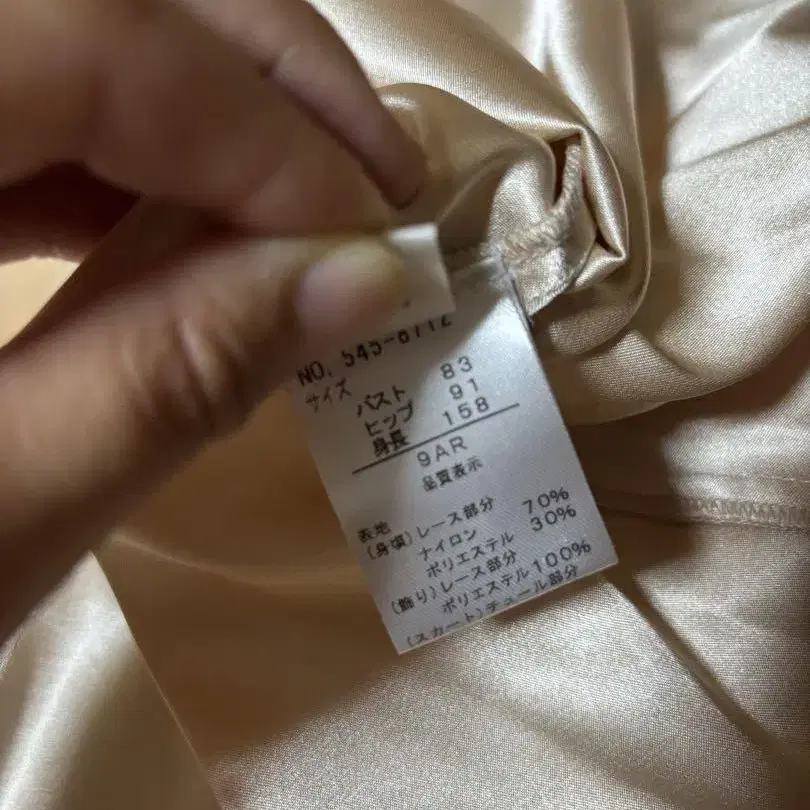 NO. 545-6712
サイズ
バスト 83
ヒップ 91
身長 158
9AR
品質表示
表地
(身頃)レース部分
ナイロン 70%
ポリエステル 30%
(飾り)レース部分
ポリエステル100%
(スカート)チュール部分